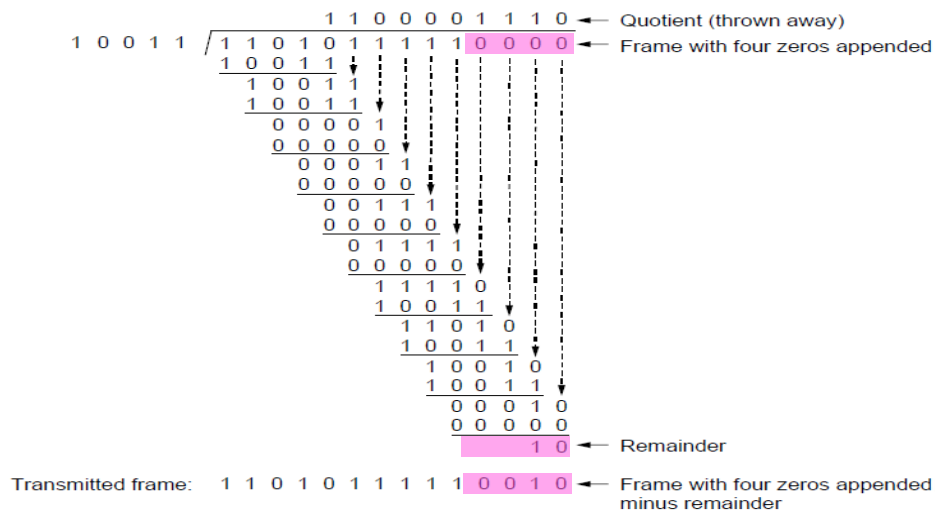 1 1 0 0 0 0 1 1 1 0 Quotient (thrown away)
1 0 0 1 1 1 1 0 1 0 1 1 1 1 1 0 0 0 0 Frame with four zeros appended
1 0 0 1 1
1 0 0 1 1
1 0 0 1 1
0 0 0 0 1
0 0 0 0 0
0 0 0 1 1
0 0 0 0 0
0 0 1 1 1
0 0 0 0 0
0 1 1 1 1
0 0 0 0 0
1 1 1 1 0
1 0 0 1 1
1 1 0 1 0
1 0 0 1 1
1 0 0 1 0
1 0 0 1 1
0 0 0 1 0
0 0 0 0 0
1 0 Remainder
Transmitted frame: 1 1 0 1 0 1 1 1 1 1 0 0 1 0 Frame with four zeros appended
minus remainder